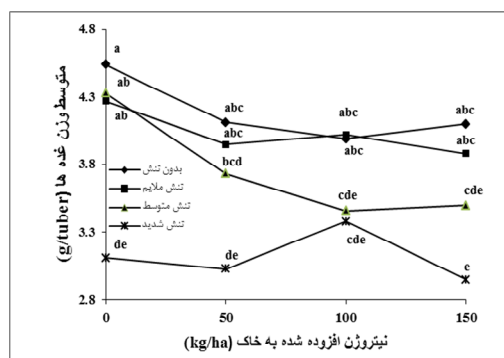 متوسط وزن غده ها (g/tuber)
4.8
4.3
3.8
3.3
2.8
a
ab
ab
abc
abc
abc
abc
abc
abc
bcd
cde
cde
de
de
cde
c
بدون تنش
تنش ملایم
تنش متوسط
تنش شدید
0
50
100
150
نیتروژن افزوده شده به خاک (kg/ha)